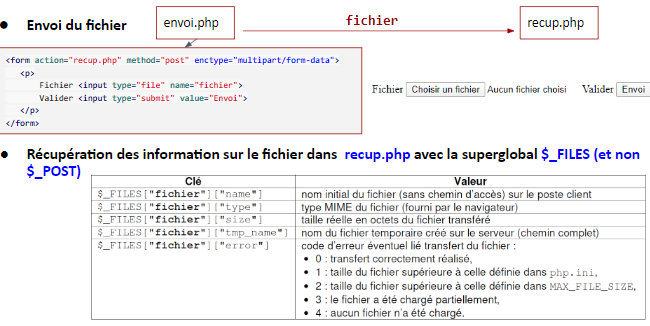 ● Envoi du fichier
envoi.php
fichier
recup.php
<form action="recup.php" method="post" enctype="multipart/form-data">
<p>
Fichier <input type="file" name="fichier">
Valider <input type="submit" value="Envoi">
</p>
</form>
Fichier Choisir un fichier Aucun fichier choisi Valider Envoi
● Récupération des information sur le fichier dans recup.php avec la superglobal $_FILES (et non
$_POST)
Clé Valeur
$_FILES["fichier"]["name"] nom initial du fichier (sans chemin d'accès) sur le poste client
$_FILES["fichier"]["type"] type MIME du fichier (fourni par le navigateur)
$_FILES["fichier"]["size"] taille réelle en octets du fichier transféré
$_FILES["fichier"]["tmp_name"] nom du fichier temporaire créé sur le serveur (chemin complet)
$_FILES["fichier"]["error"] code d'erreur éventuel lié transfert du fichier :
• 0 : transfert correctement réalisé,
• 1 : taille du fichier supérieure à celle définie dans php.ini,
• 2 : taille du fichier supérieure à celle définie dans MAX_FILE_SIZE,
• 3 : le fichier a été chargé partiellement,
• 4 : aucun fichier n'a été chargé.